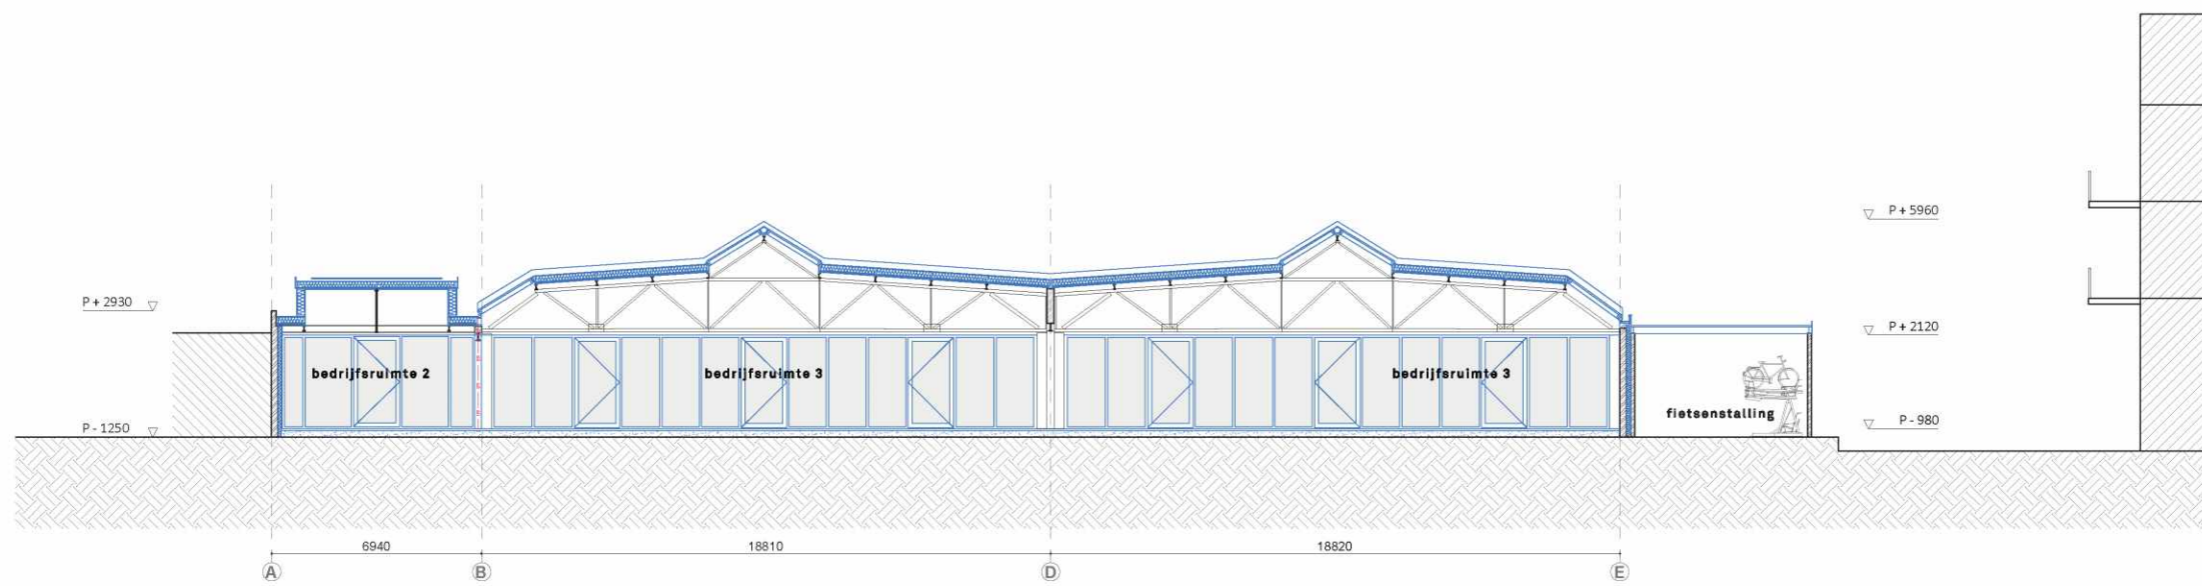 P + 5960
P + 2930
P + 2120
bedrijfsruimte 2
bedrijfsruimte 3
bedrijfsruimte 3
fietsenstalling
P - 1250
P - 980
6940
18810
18820
A
B
D
E